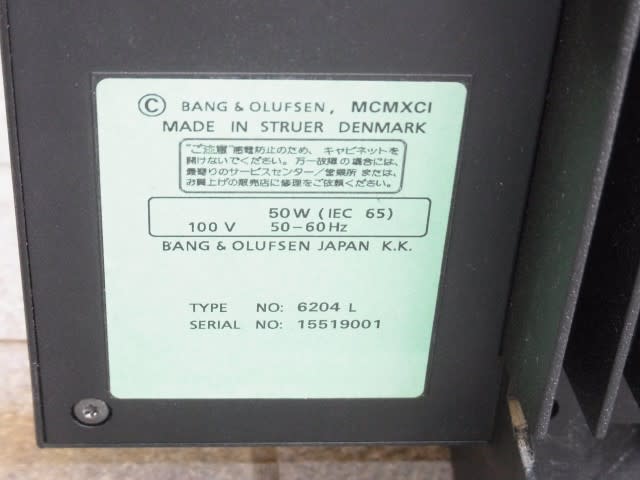 © BANG & OLUFSEN, MCMXCI
MADE IN STRUER DENMARK
"ご注意"感電防止のため、キャビネットを
開けないでください。万一故障の場合には、
最寄りのサービスセンター/営業所または、
お買上げの販売店に修理をご依頼ください。
50W (IEC 65)
100 V 50-60Hz
BANG & OLUFSEN JAPAN K.K.
TYPE NO: 6204 L
SERIAL NO: 15519001